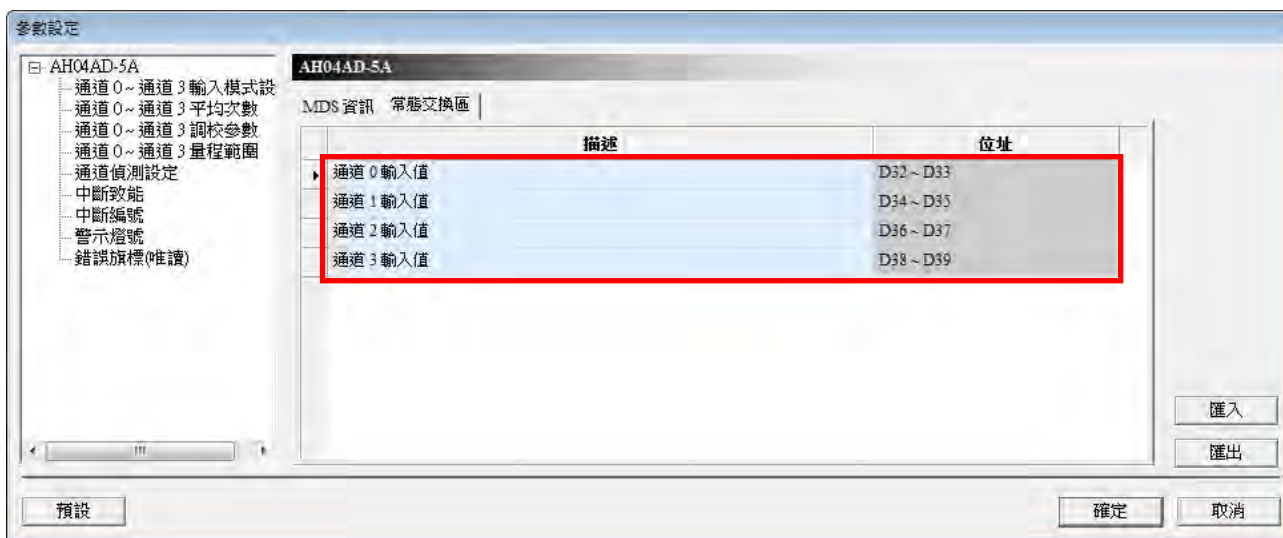 參數設定
AH04AD-5A
通道 0 ~ 通道 3 輸入模式設
通道 0 ~ 通道 3 平均次數
通道 0 ~ 通道 3 調校參數
通道 0 ~ 通道 3 量程範圍
通道偵測設定
中斷致能
中斷編號
警示燈號
錯誤旗標(唯讀)
AH04AD-5A
MDS 資訊 常態交換區
描述 位址
通道 0 輸入值 D32 ~ D33
通道 1 輸入值 D34 ~ D35
通道 2 輸入值 D36 ~ D37
通道 3 輸入值 D38 ~ D39
匯入
匯出
預設 確定 取消